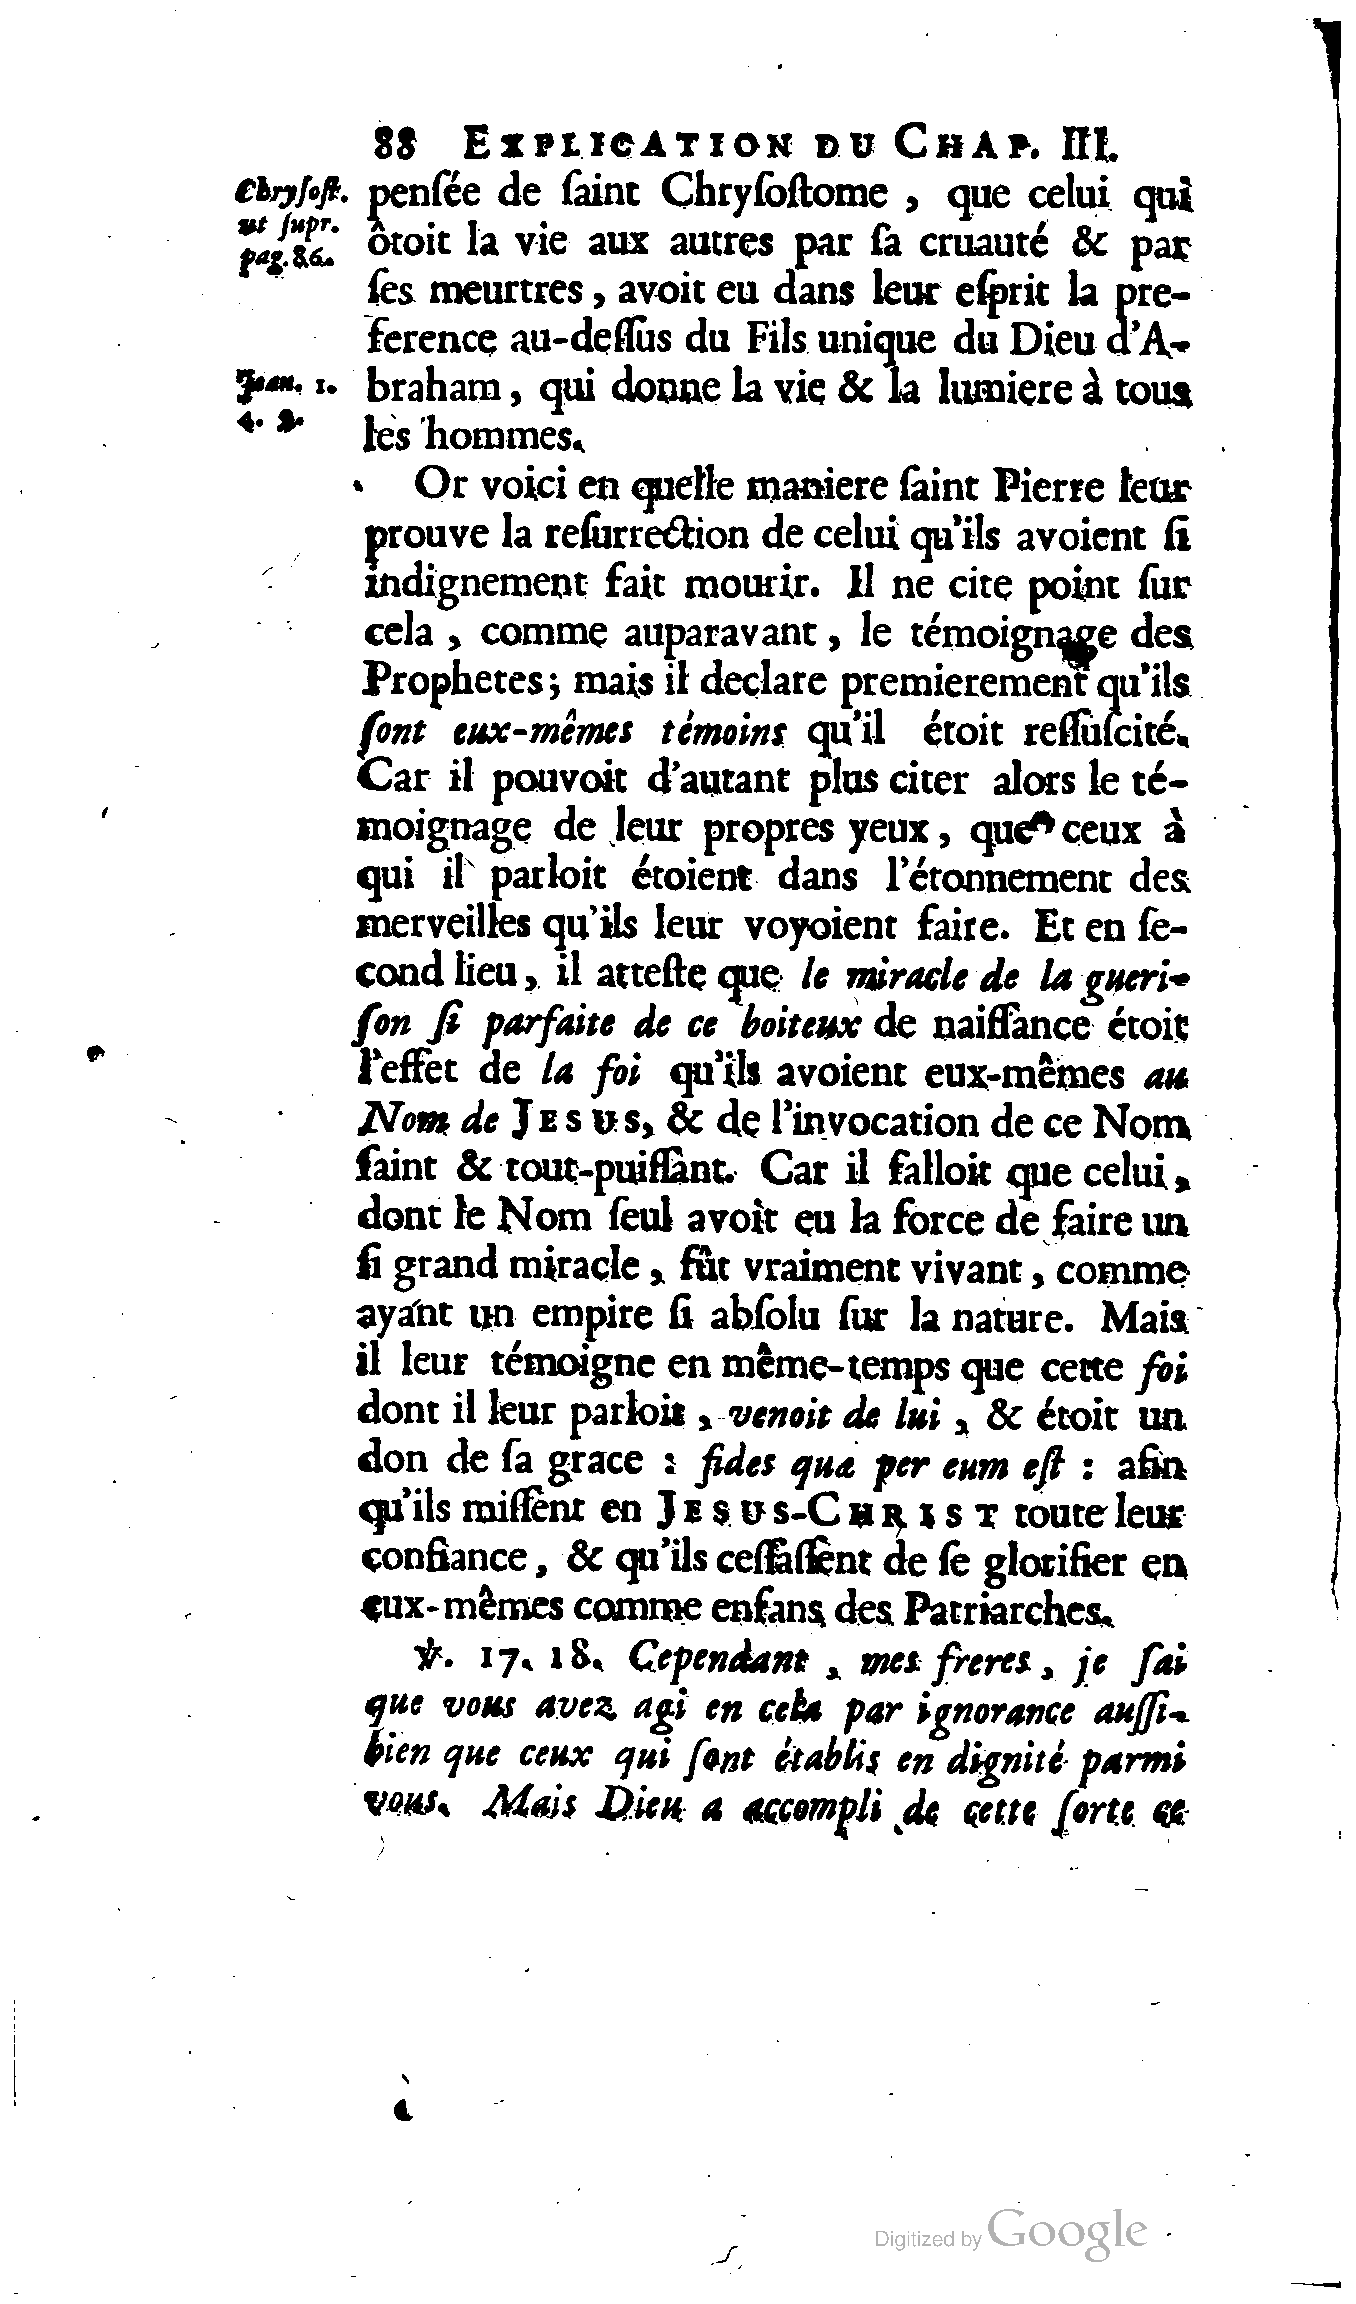 88 EXPLICATION DU CHAP. III.
Chryſoſt.
ut ſupr.
pag. 86.
penſée de ſaint Chryſoſtome, que celui qui
ôtoit la vie aux autres par ſa cruauté & par
ſes meurtres, avoit eu dans leur eſprit la pre-
ference au-deſſus du Fils unique du Dieu d'A-
Joan. 1.
braham, qui donne la vie & la lumiere à tous
les hommes.
Or voici en quelle maniere ſaint Pierre leur
prouve la reſurrection de celui qu'ils avoient ſi
indignement fait mourir. Il ne cite point ſur
cela, comme auparavant, le témoignage des
Prophetes; mais il declare premierement qu'ils
ſont eux-mêmes témoins qu'il étoit reſſuſcité.
Car il pouvoit d'autant plus citer alors le té-
moignage de leur propres yeux, que ceux à
qui il parloit étoient dans l'étonnement des
merveilles qu'ils leur voyoient faire. Et en ſe-
cond lieu, il atteſte que le miracle de la gueri-
ſon ſi parfaite de ce boiteux de naiſſance étoit
l'effet de la foi qu'ils avoient eux-mêmes au
Nom de JESUS, & de l'invocation de ce Nom
ſaint & tout-puiſſant. Car il falloit que celui,
dont le Nom ſeul avoit eu la force de faire un
ſi grand miracle, fût vraiment vivant, comme
ayant un empire ſi abſolu ſur la nature. Mais
il leur témoigne en même-temps que cette foi
dont il leur parloit, venoit de lui, & étoit un
don de ſa grace : fides quæ per eum eſt : afin
qu'ils miſſent en JESUS-CHRIST toute leur
confiance, & qu'ils ceſſaſſent de ſe glorifier en
eux-mêmes comme enfans des Patriarches.
℣. 17. 18. Cependant, mes freres, je ſai
que vous avez agi en cela par ignorance auſſi-
bien que ceux qui ſont établis en dignité parmi
vous. Mais Dieu a accompli de cette ſorte ce
Digitized by Google